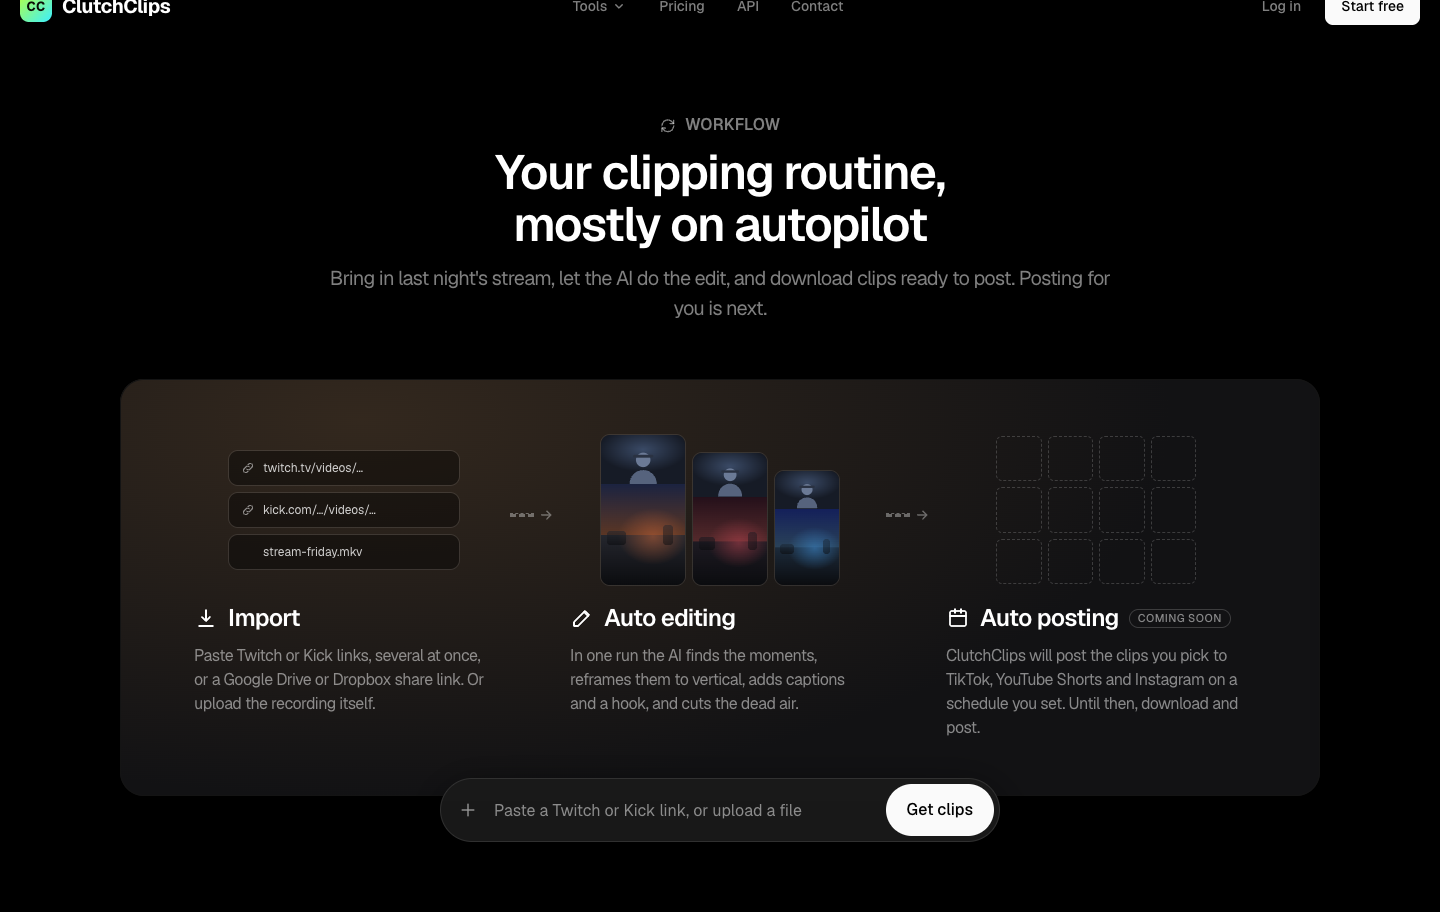 CC ClutchClips
Tools
Pricing
API
Contact
Log in
Start free
WORKFLOW
Your clipping routine,
mostly on autopilot
Bring in last night's stream, let the AI do the edit, and download clips ready to post. Posting for
you is next.
twitch.tv/videos/...
kick.com/.../videos/...
stream-friday.mkv
Import
Paste Twitch or Kick links, several at once,
or a Google Drive or Dropbox share link. Or
upload the recording itself.
Auto editing
In one run the AI finds the moments,
reframes them to vertical, adds captions
and a hook, and cuts the dead air.
Auto posting COMING SOON
ClutchClips will post the clips you pick to
TikTok, YouTube Shorts and Instagram on a
schedule you set. Until then, download and
post.
Paste a Twitch or Kick link, or upload a file
Get clips